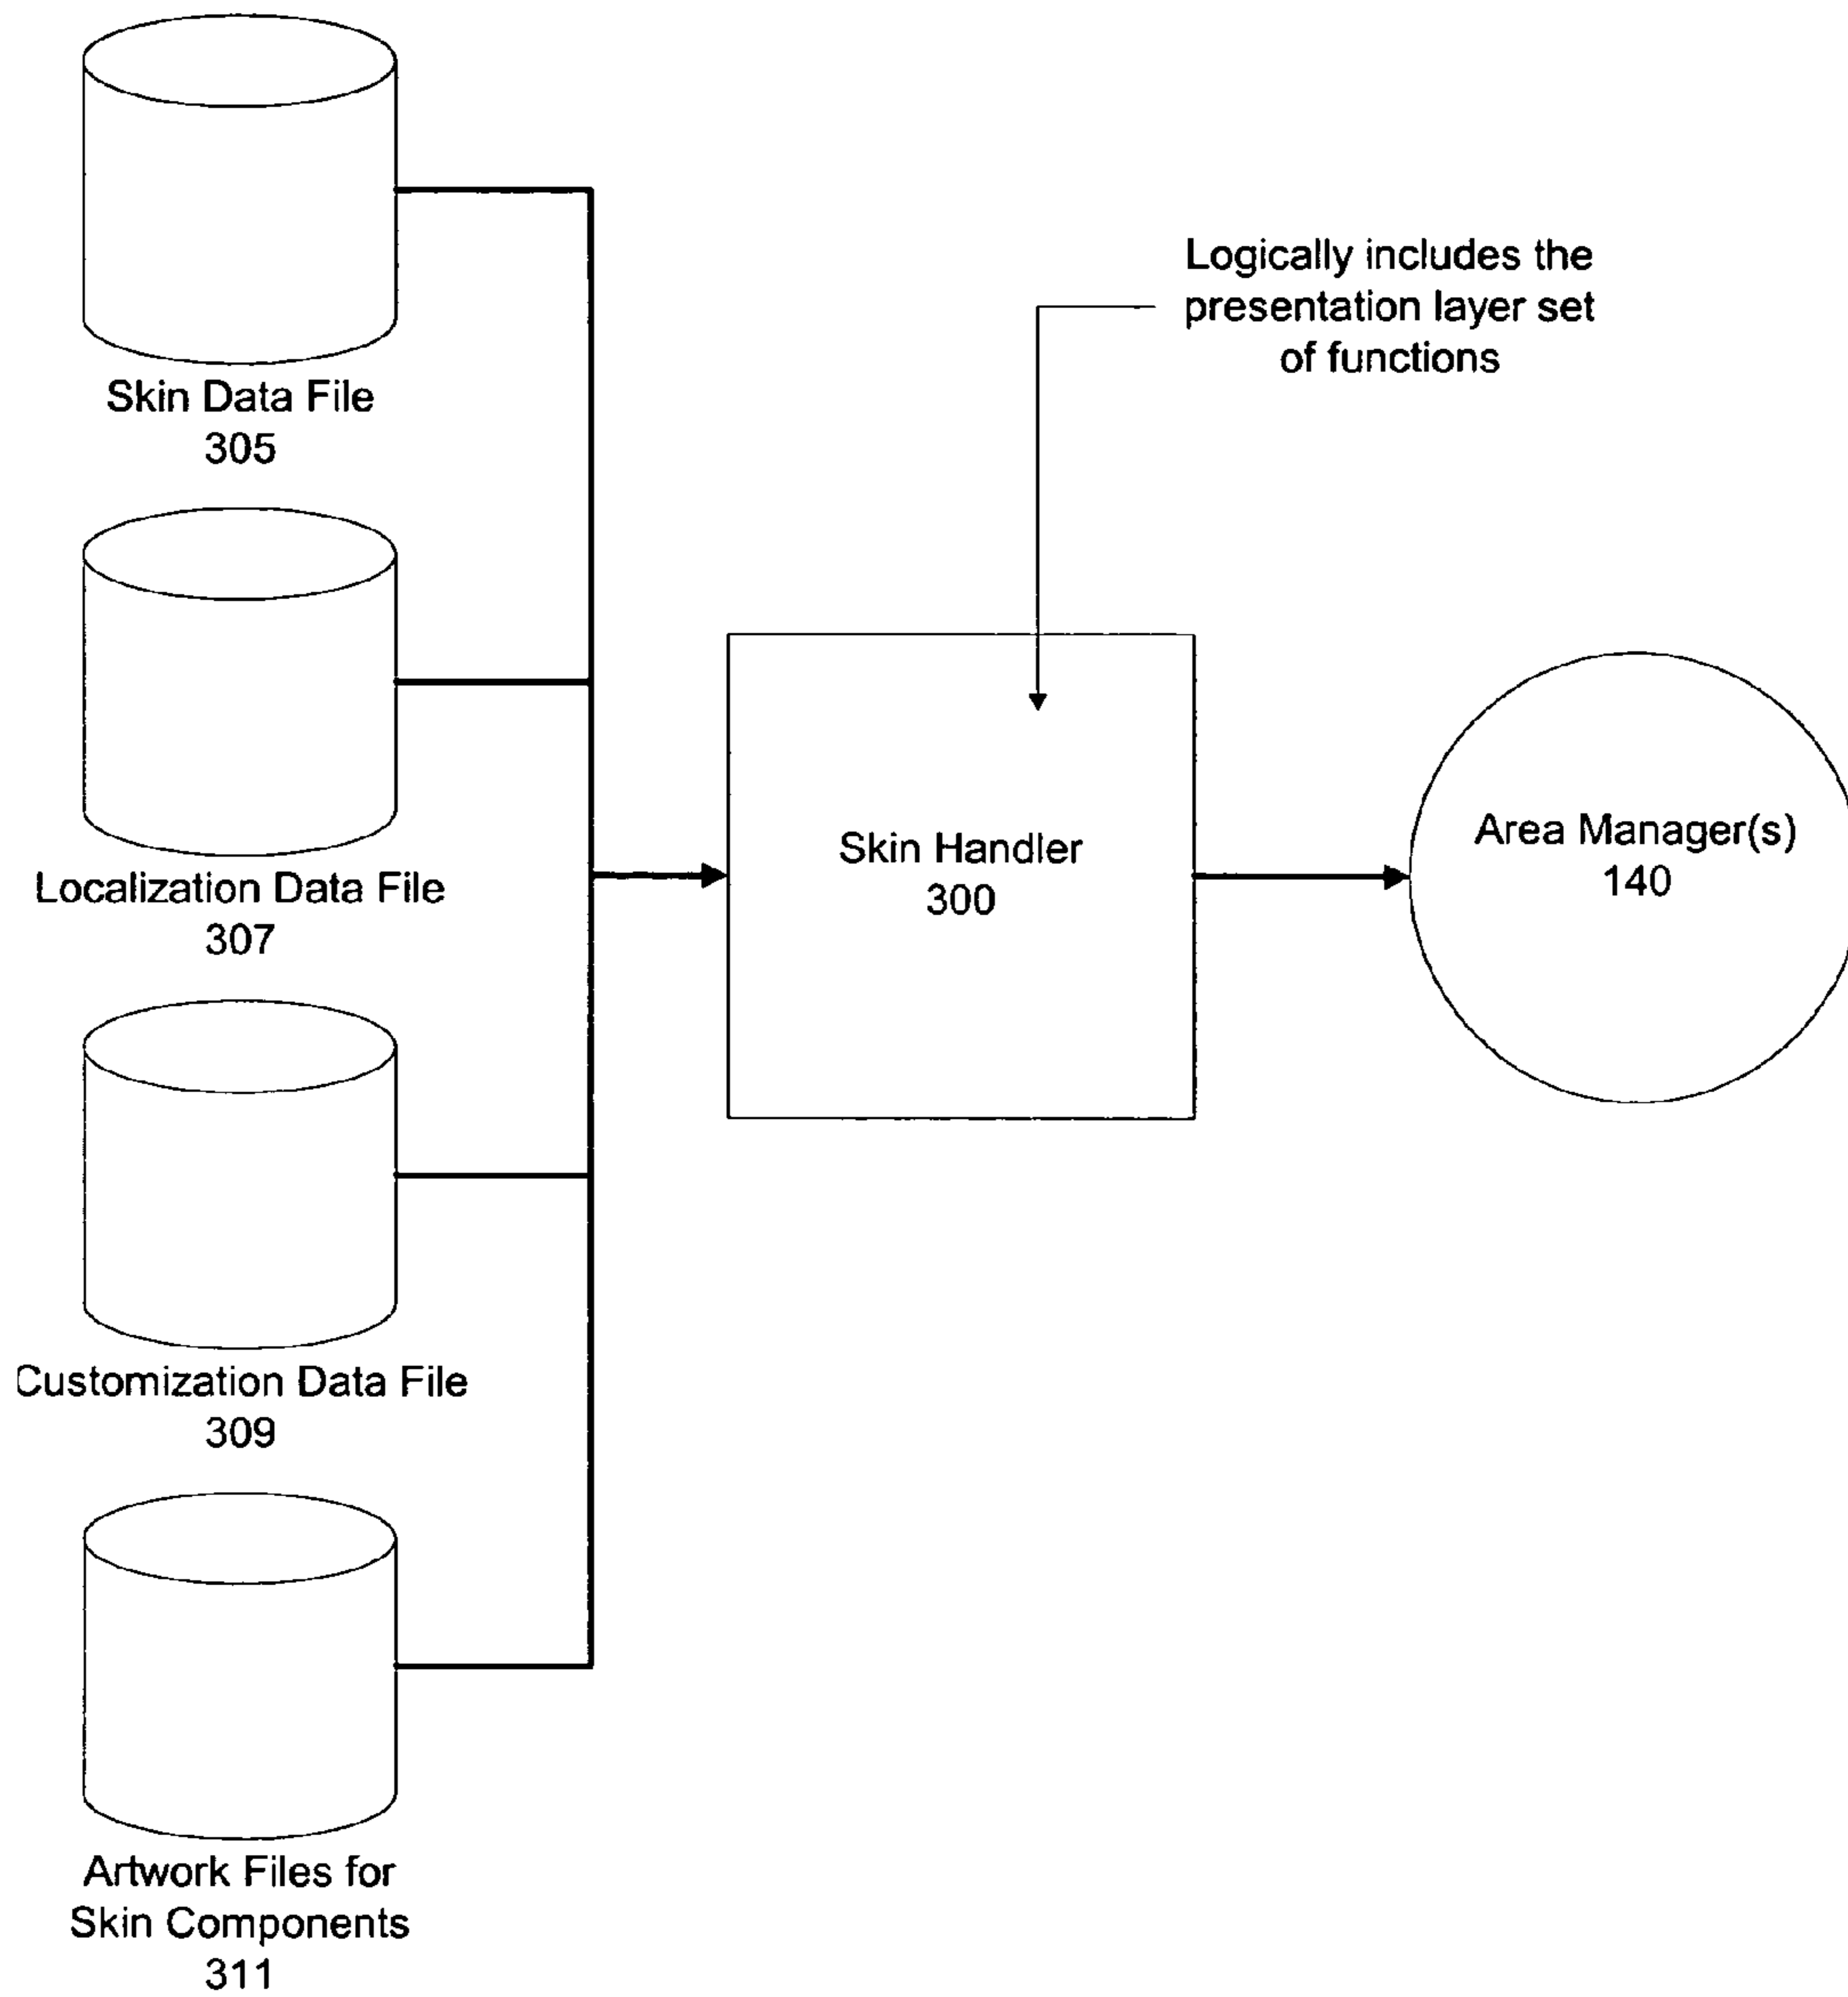 Skin Data File
305
Logically includes the
presentation layer set
of functions
Localization Data File
307
Skin Handler
300
Area Manager(s)
140
Customization Data File
309
Artwork Files for
Skin Components
311